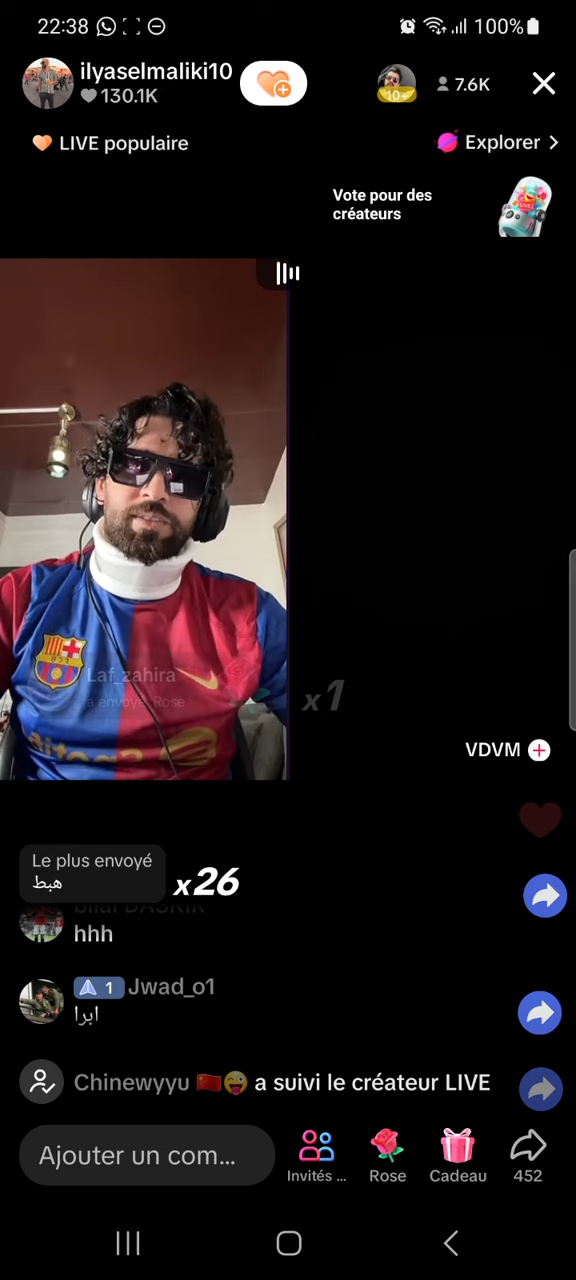 22:38
100%
ilyaselmaliki10
130.1K
10+
7.6K
LIVE populaire
Explorer
Vote pour des
créateurs
Laf_zahira
a envoyé Rose
x1
VDVM
Le plus envoyé
هبط
x26
bilal DASKIK
hhh
1 Jwad_o1
ابرا
Chinewyyu 🇨🇳😜 a suivi le créateur LIVE
Ajouter un com...
Invités ...
Rose
Cadeau
452